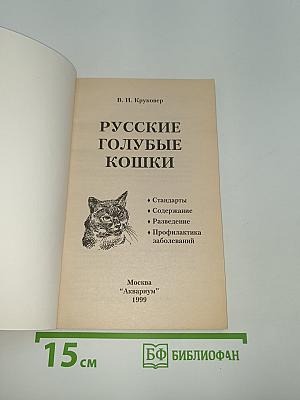 В. И. Круковер
РУССКИЕ
ГОЛУБЫЕ
КОШКИ
♦ Стандарты
♦ Содержание
♦ Разведение
♦ Профилактика
заболеваний
Москва
"Аквариум"
1999
15 см
БФ БИБЛИОФАН